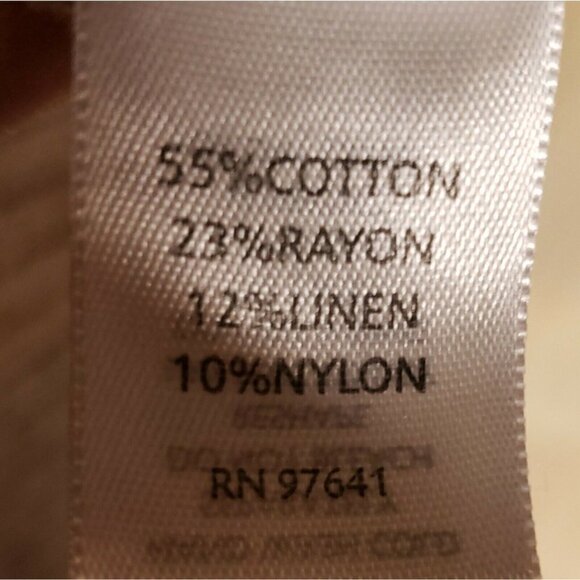 55%COTTON
23%RAYON
12%LINEN
10%NYLON
RN 97641